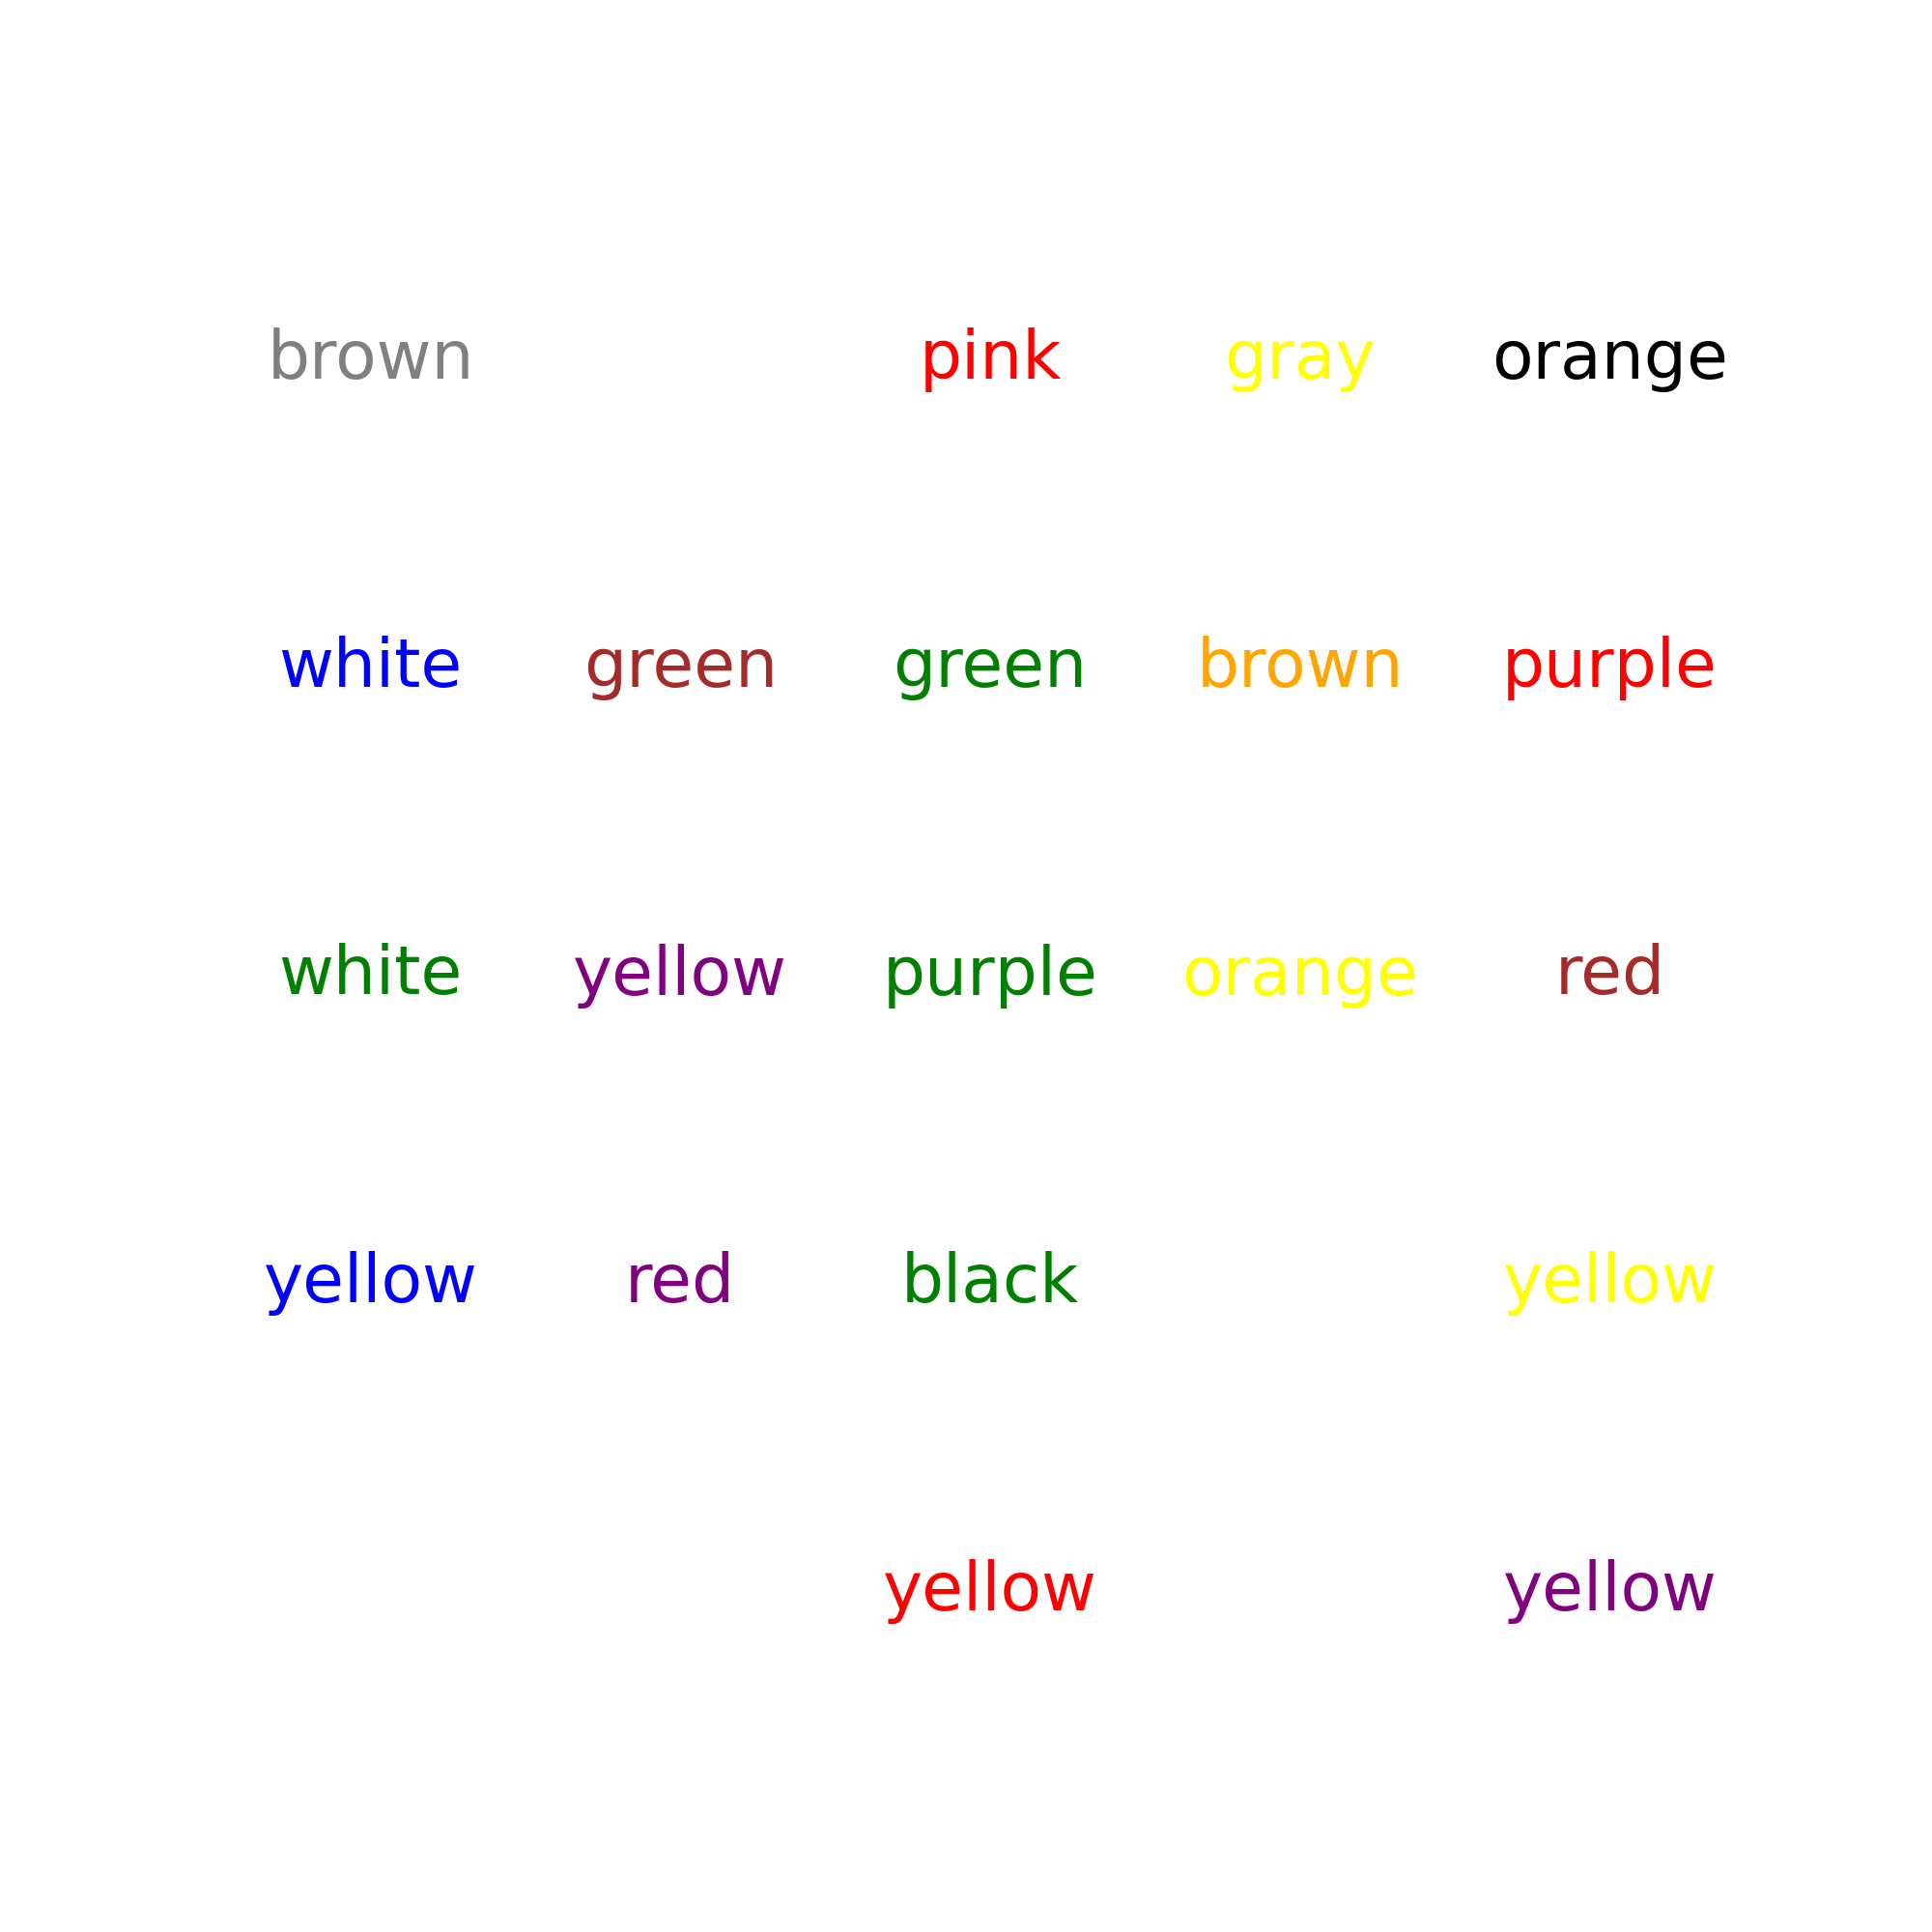 brown pink gray orange
white green green brown purple
white yellow purple orange red
yellow red black yellow
yellow yellow